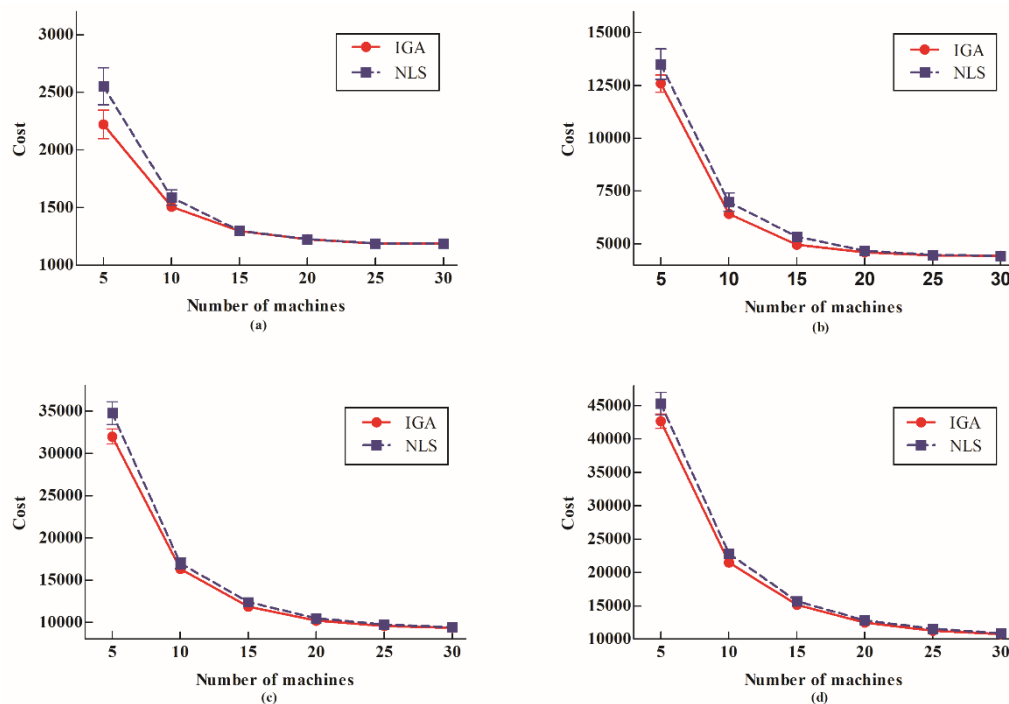 3000
2500
2000
1500
1000
Cost
IGA
NLS
5 10 15 20 25 30
Number of machines
(a)
15000
12500
10000
7500
5000
Cost
IGA
NLS
5 10 15 20 25 30
Number of machines
(b)
35000
30000
25000
20000
15000
10000
Cost
IGA
NLS
5 10 15 20 25 30
Number of machines
(c)
45000
40000
35000
30000
25000
20000
15000
10000
Cost
IGA
NLS
5 10 15 20 25 30
Number of machines
(d)